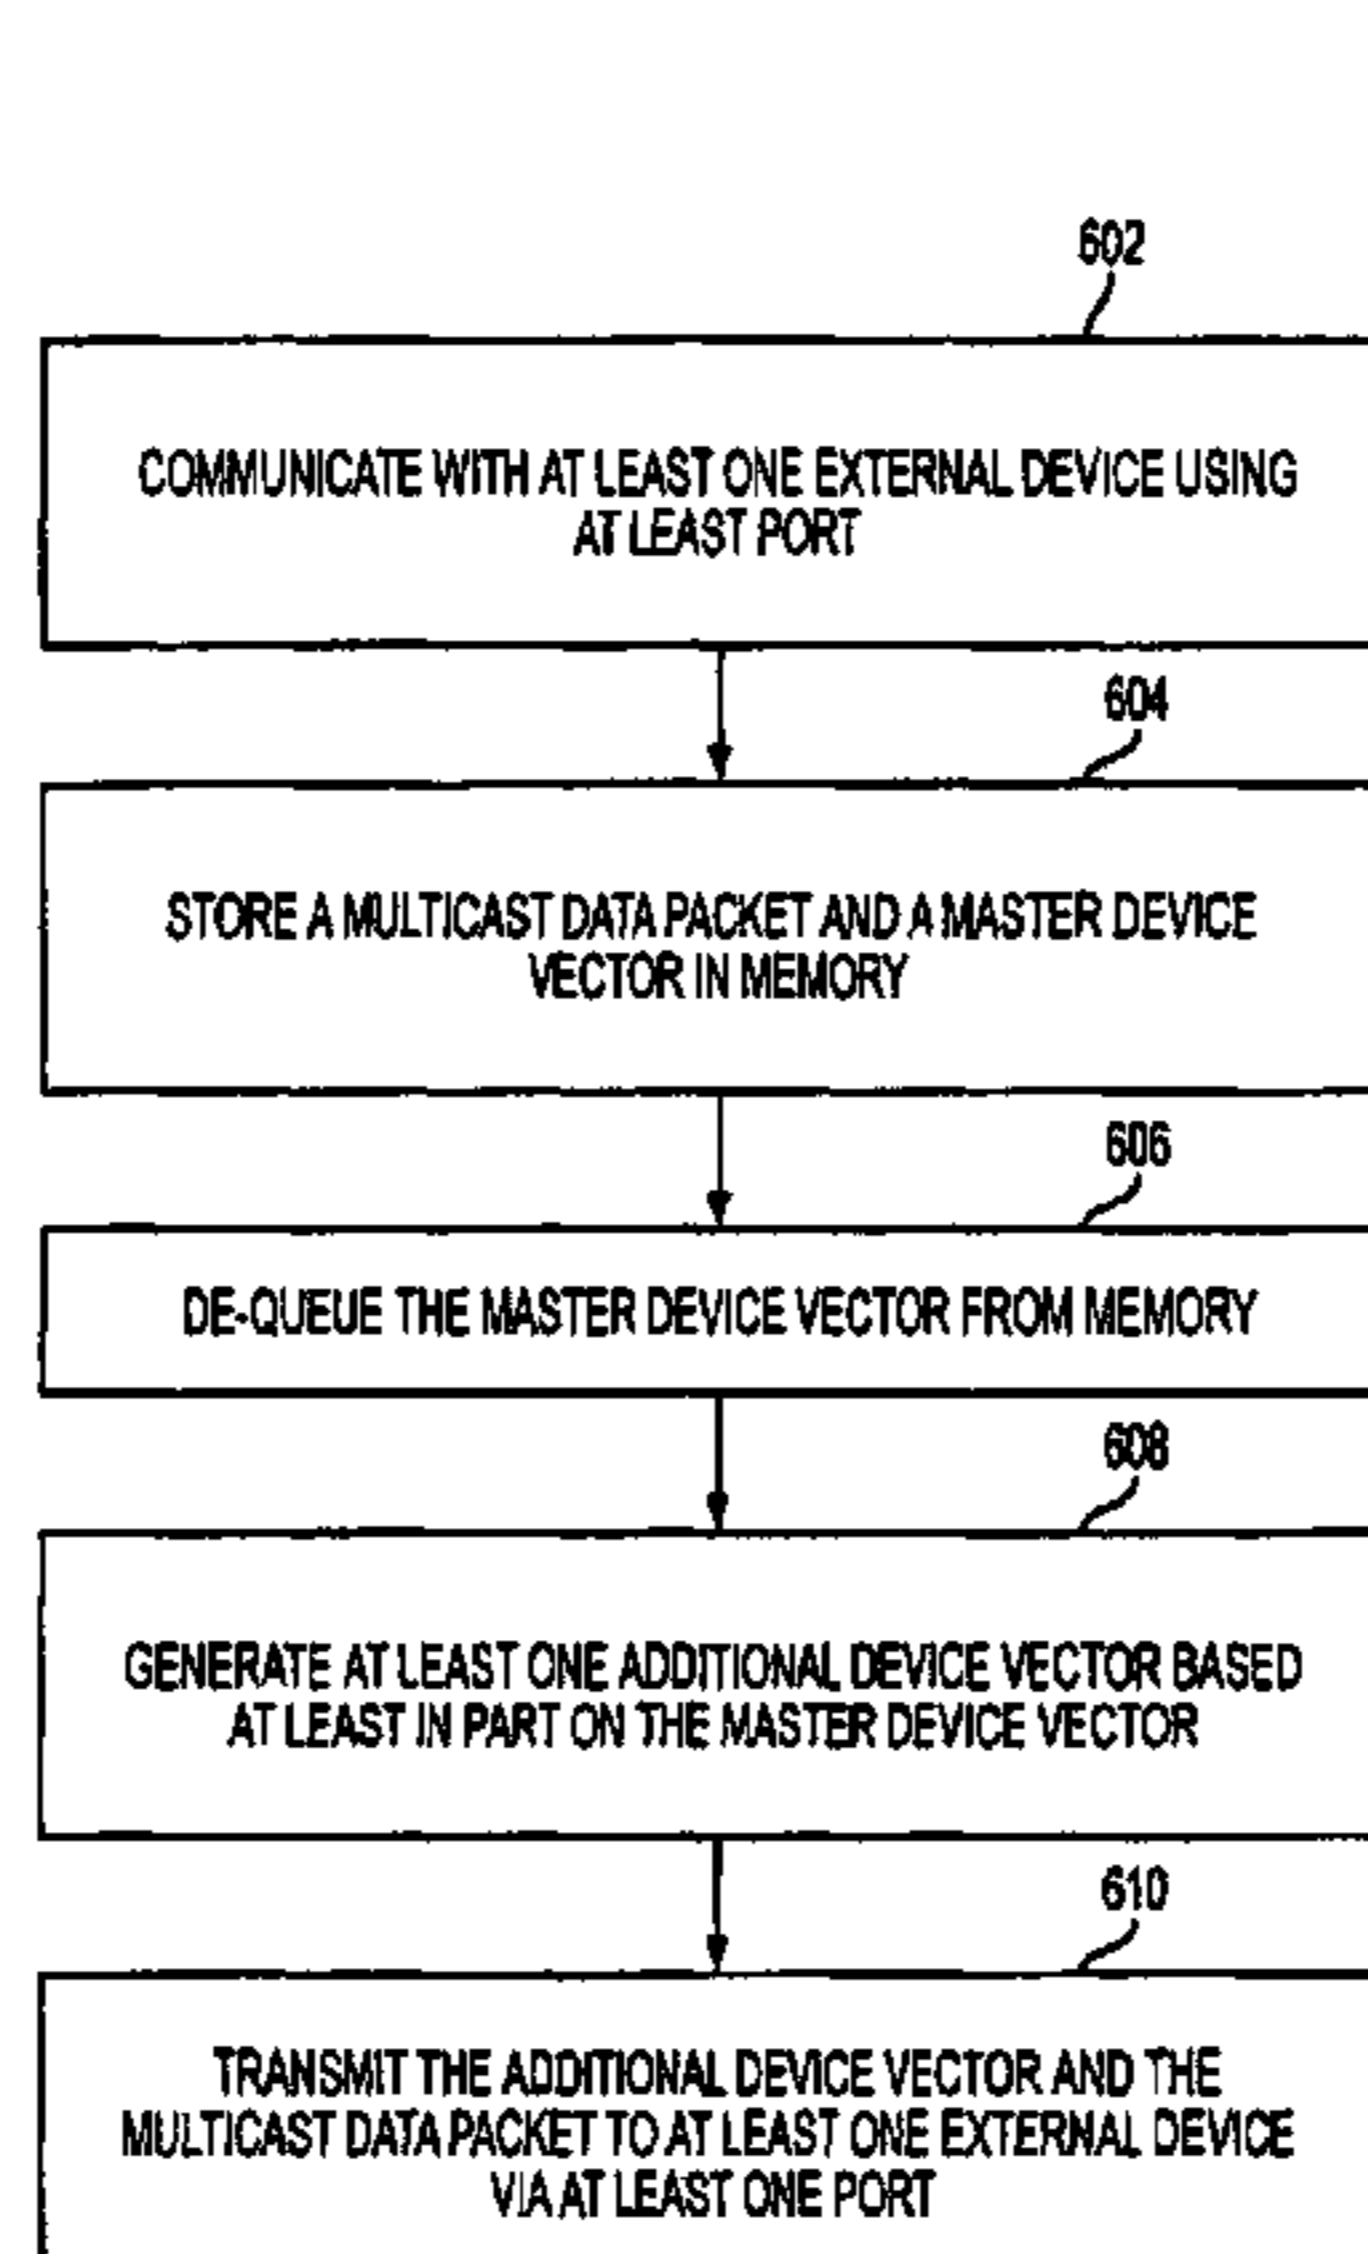 602
COMMUNICATE WITH AT LEAST ONE EXTERNAL DEVICE USING
AT LEAST PORT
604
STORE A MULTICAST DATA PACKET AND A MASTER DEVICE
VECTOR IN MEMORY
606
DE-QUEUE THE MASTER DEVICE VECTOR FROM MEMORY
608
GENERATE AT LEAST ONE ADDITIONAL DEVICE VECTOR BASED
AT LEAST IN PART ON THE MASTER DEVICE VECTOR
610
TRANSMIT THE ADDITIONAL DEVICE VECTOR AND THE
MULTICAST DATA PACKET TO AT LEAST ONE EXTERNAL DEVICE
VIA AT LEAST ONE PORT